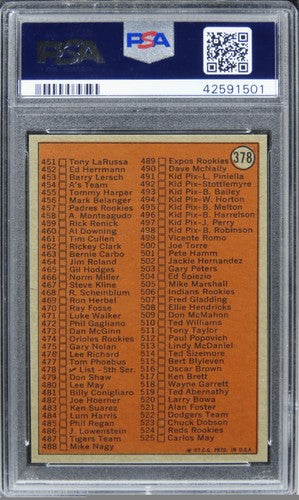 PSA
PSA
42591501
378
451 Tony LaRussa
452 Ed Herrmann
453 Barry Lersch
454 A's Team
455 Tommy Harper
456 Mark Belanger
457 Padres Rookies
458 A. Monteagudo
459 Rick Renick
460 Al Downing
461 Tim Cullen
462 Rickey Clark
463 Bernie Carbo
464 Jim Roland
465 Gil Hodges
466 Norm Miller
467 Steve Kline
468 R. Scheinblum
469 Ron Herbel
470 Ray Fosse
471 Luke Walker
472 Phil Gagliano
473 Dan McGinn
474 Orioles Rookies
475 Gary Nolan
476 Lee Richard
477 Tom Phoebus
478 List - 5th Ser.
479 Don Shaw
480 Lee May
481 Billy Conigliaro
482 Joe Hoerner
483 Ken Suarez
484 Lum Harris
485 Phil Regan
486 J. Lowenstein
487 Tigers Team
488 Mike Nagy
489 Expos Rookies
490 Dave McNally
491 Kid Pix-L. Piniella
492 Kid Pix-Stottlemyre
493 Kid Pix-B. Bailey
494 Kid Pix-W. Horton
495 Kid Pix-B. Melton
496 Kid Pix-B. Harrelson
497 Kid Pix-J. Perry
498 Kid Pix-B. Robinson
499 Vicente Romo
500 Joe Torre
501 Pete Hamm
502 Jackie Hernandez
503 Gary Peters
504 Ed Spiezio
505 Mike Marshall
506 Indians Rookies
507 Fred Gladding
508 Ellie Hendricks
509 Don McMahon
510 Ted Williams
511 Tony Taylor
512 Paul Popovich
513 Lindy McDaniel
514 Ted Sizemore
515 Bert Blyleven
516 Oscar Brown
517 Ken Brett
518 Wayne Garrett
519 Ted Abernathy
520 Larry Bowa
521 Alan Foster
522 Dodgers Team
523 Chuck Dobson
524 Reds Rookies
525 Carlos May
© T.C.G. PRTD. IN U.S.A.